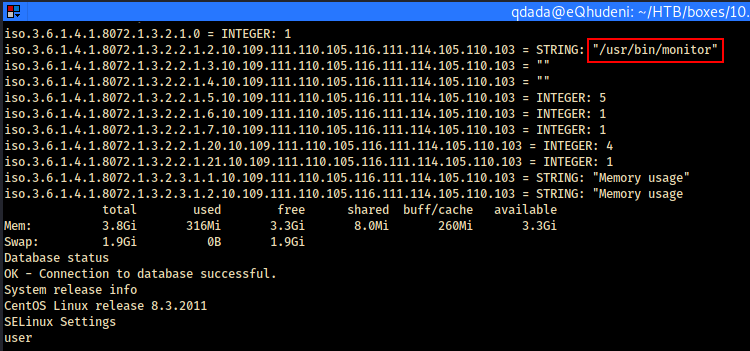 qdada@eQhudeni: ~/HTB/boxes/10.
iso.3.6.1.4.1.8072.1.3.2.1.0 = INTEGER: 1
iso.3.6.1.4.1.8072.1.3.2.2.1.2.10.109.111.110.105.116.111.114.105.110.103 = STRING: "/usr/bin/monitor"
iso.3.6.1.4.1.8072.1.3.2.2.1.3.10.109.111.110.105.116.111.114.105.110.103 = ""
iso.3.6.1.4.1.8072.1.3.2.2.1.4.10.109.111.110.105.116.111.114.105.110.103 = ""
iso.3.6.1.4.1.8072.1.3.2.2.1.5.10.109.111.110.105.116.111.114.105.110.103 = INTEGER: 5
iso.3.6.1.4.1.8072.1.3.2.2.1.6.10.109.111.110.105.116.111.114.105.110.103 = INTEGER: 1
iso.3.6.1.4.1.8072.1.3.2.2.1.7.10.109.111.110.105.116.111.114.105.110.103 = INTEGER: 1
iso.3.6.1.4.1.8072.1.3.2.2.1.20.10.109.111.110.105.116.111.114.105.110.103 = INTEGER: 4
iso.3.6.1.4.1.8072.1.3.2.2.1.21.10.109.111.110.105.116.111.114.105.110.103 = INTEGER: 1
iso.3.6.1.4.1.8072.1.3.2.3.1.1.10.109.111.110.105.116.111.114.105.110.103 = STRING: "Memory usage"
iso.3.6.1.4.1.8072.1.3.2.3.1.2.10.109.111.110.105.116.111.114.105.110.103 = STRING: "Memory usage
total used free shared buff/cache available
Mem: 3.8Gi 316Mi 3.3Gi 8.0Mi 260Mi 3.3Gi
Swap: 1.9Gi 0B 1.9Gi
Database status
OK - Connection to database successful.
System release info
CentOS Linux release 8.3.2011
SELinux Settings
user